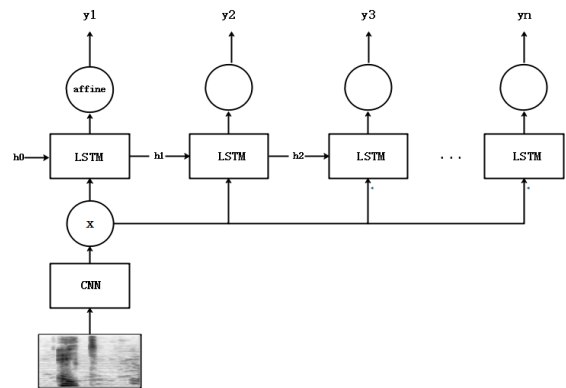 y1 y2 y3 yn
affine
h0 LSTM h1 LSTM h2 LSTM ... LSTM
x
CNN